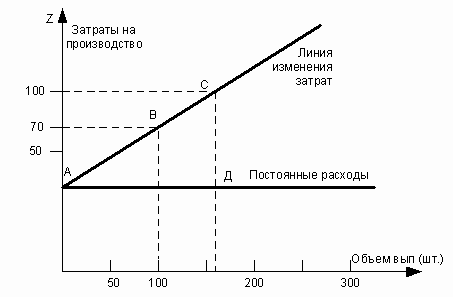 Z
Затраты на
производство
Линия
изменения
затрат
100
C
70
B
50
A
Д
Постоянные расходы
Объем вып (шт.)
50
100
200
300